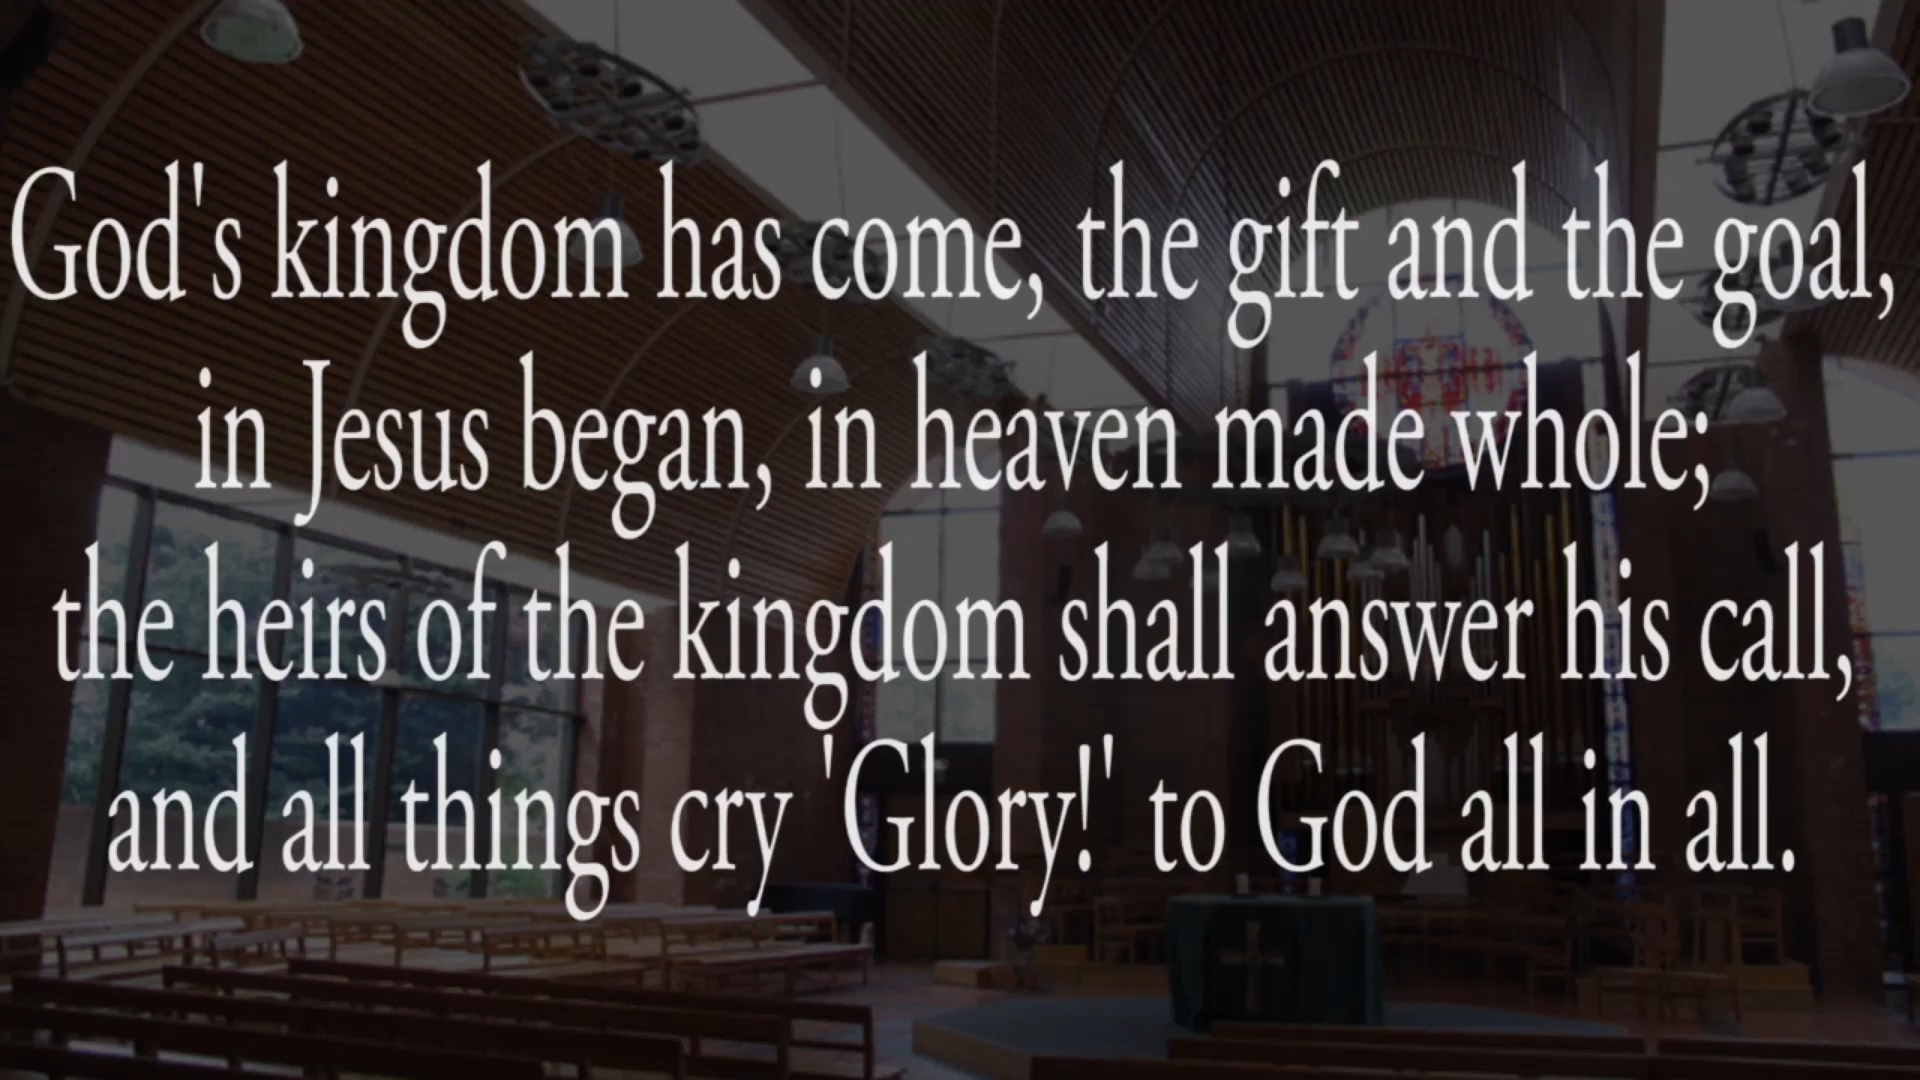 God's kingdom has come, the gift and the goal,
in Jesus began, in heaven made whole;
the heirs of the kingdom shall answer his call,
and all things cry 'Glory!' to God all in all.